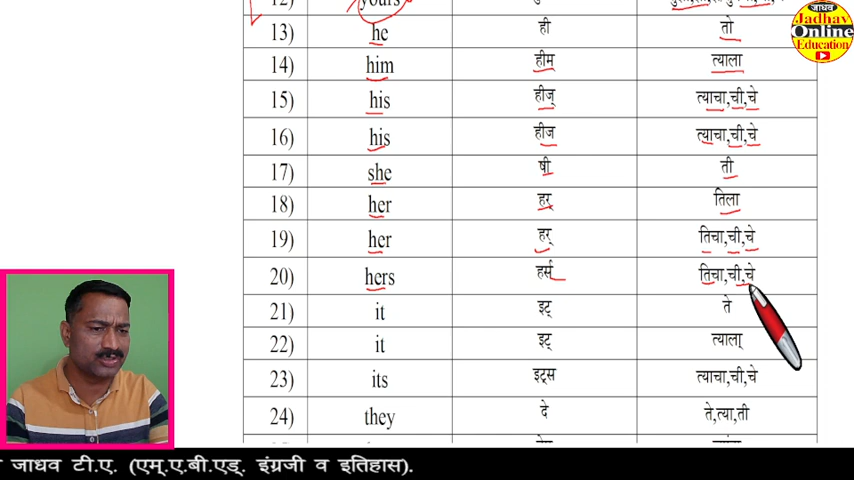 12) yours
जाधव
Jadhav
Online
Education
13) he ही तो
14) him हीम त्याला
15) his हीज् त्याचा,ची,चे
16) his हीज त्याचा,ची,चे
17) she षी ती
18) her हर् तिला
19) her हर् तिचा,ची,चे
20) hers हर्स तिचा,ची,चे
21) it इट् ते
22) it इट् त्याला्
23) its इट्स त्याचा,ची,चे
24) they दे ते,त्या,ती
जाधव टी.ए. (एम्.ए.बी.एड्. इंग्रजी व इतिहास).